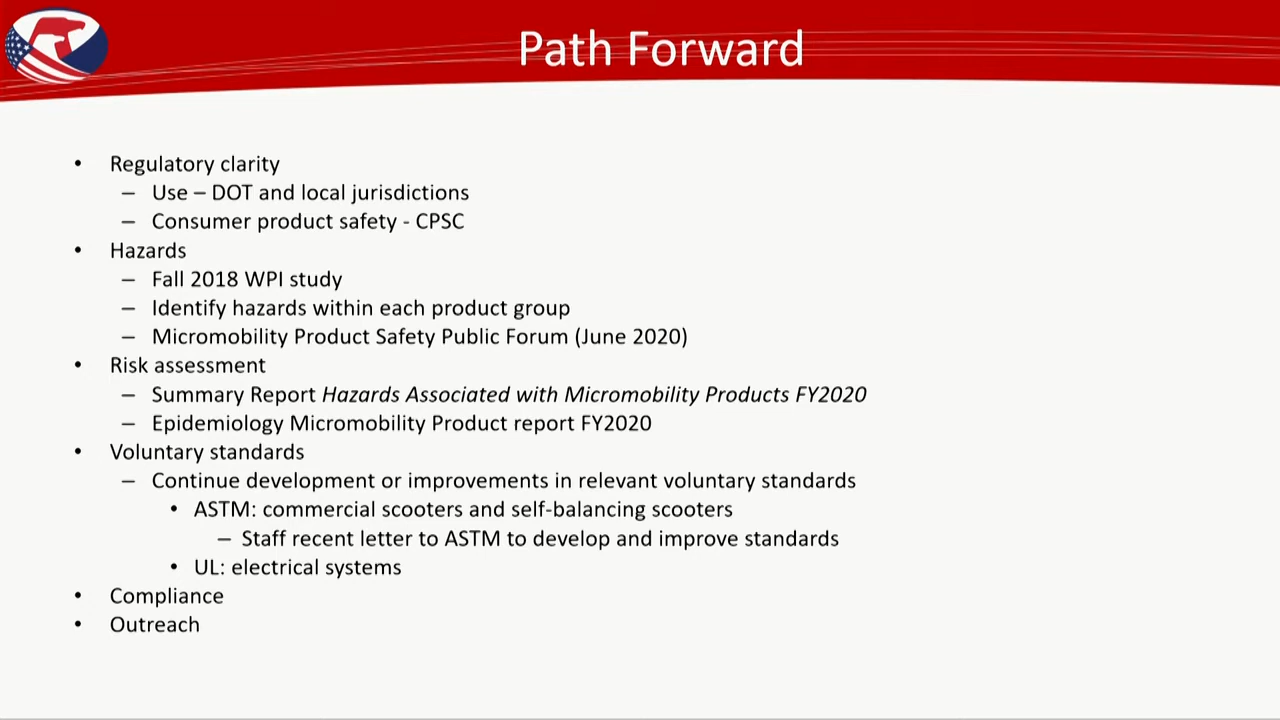 Path Forward
• Regulatory clarity
– Use – DOT and local jurisdictions
– Consumer product safety - CPSC
• Hazards
– Fall 2018 WPI study
– Identify hazards within each product group
– Micromobility Product Safety Public Forum (June 2020)
• Risk assessment
– Summary Report Hazards Associated with Micromobility Products FY2020
– Epidemiology Micromobility Product report FY2020
• Voluntary standards
– Continue development or improvements in relevant voluntary standards
• ASTM: commercial scooters and self-balancing scooters
– Staff recent letter to ASTM to develop and improve standards
• UL: electrical systems
• Compliance
• Outreach